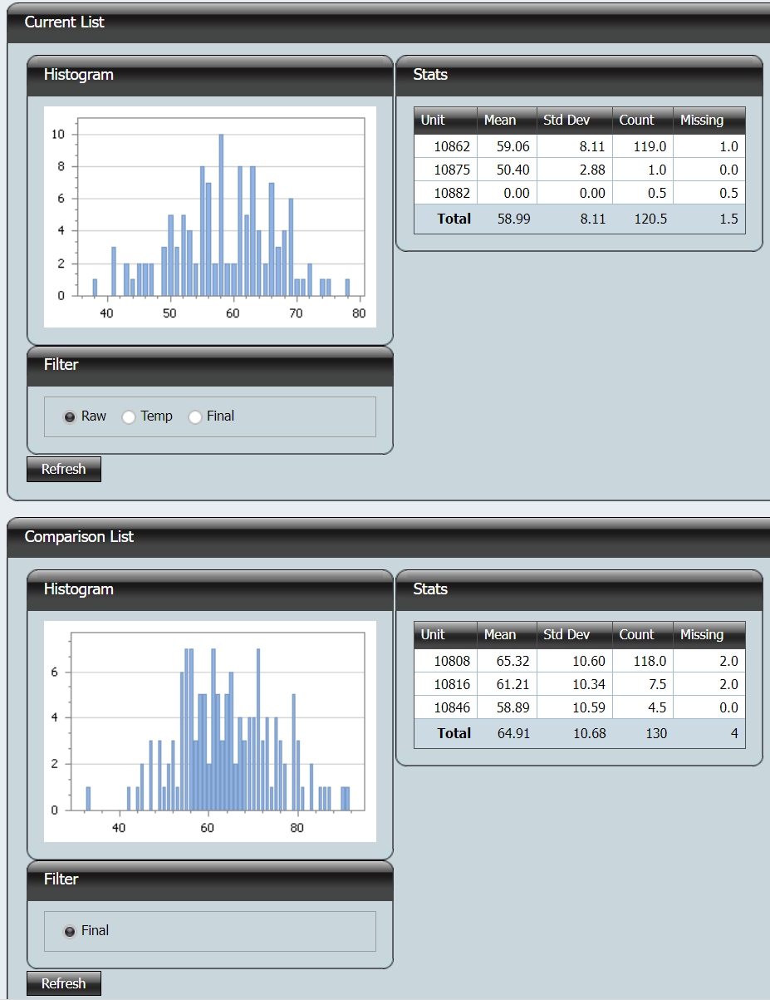 Current List
Histogram
10
8
6
4
2
0
40 50 60 70 80
Stats
Unit Mean Std Dev Count Missing
10862 59.06 8.11 119.0 1.0
10875 50.40 2.88 1.0 0.0
10882 0.00 0.00 0.5 0.5
Total 58.99 8.11 120.5 1.5
Filter
Raw Temp Final
Refresh
Comparison List
Histogram
6
4
2
0
40 60 80
Stats
Unit Mean Std Dev Count Missing
10808 65.32 10.60 118.0 2.0
10816 61.21 10.34 7.5 2.0
10846 58.89 10.59 4.5 0.0
Total 64.91 10.68 130 4
Filter
Final
Refresh